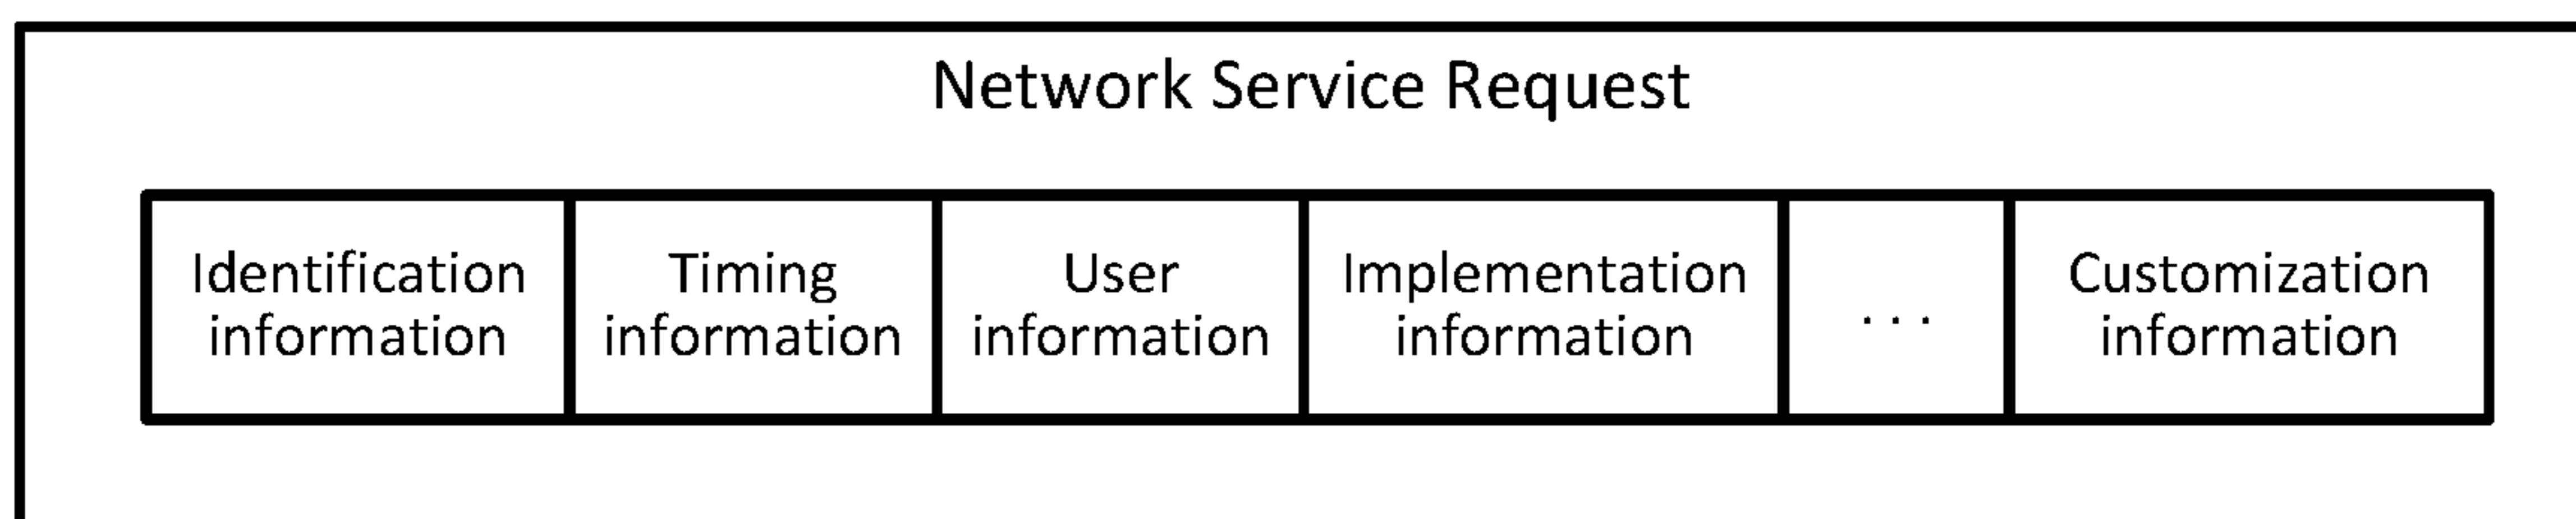 Network Service Request
Identification
information
Timing
information
User
information
Implementation
information
. . .
Customization
information